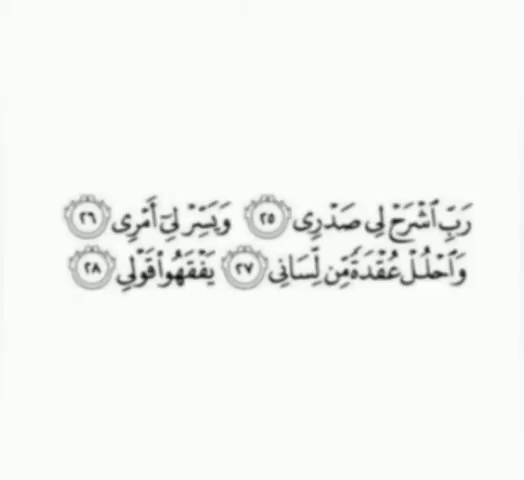 رَبِّ ٱشْرَحْ لِى صَدْرِى ٢٥ وَيَسِّرْ لِىٓ أَمْرِى ٢٦
وَٱحْلُلْ عُقْدَةً مِّن لِّسَانِى ٢٧ يَفْقَهُوا۟ قَوْلِى ٢٨